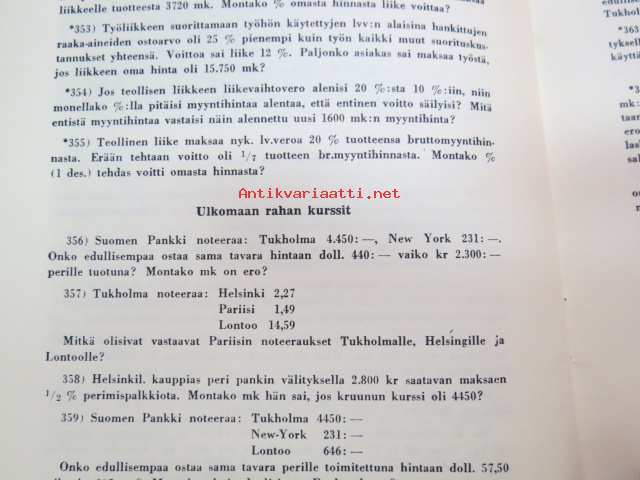 liikkeelle tuotteesta 3720 mk. Montako % omasta hinnasta liike voittaa?
*353) Työliikkeen suorittamaan työhön käytettyjen lvv:n alaisina hankittujen
raaka-aineiden ostoarvo oli 25 % pienempi kuin työn kaikki muut suorituskus-
tannukset yhteensä. Voittoa sai liike 12 %. Paljonko asiakas sai maksaa työstä,
jos liikkeen oma hinta oli 15.750 mk?
*354) Jos teollisen liikkeen liikevaihtovero alenisi 20 %:sta 10 %:iin, niin
monellako %:lla pitäisi myyntihintaa alentaa, että entinen voitto säilyisi? Mitä
entistä myyntihintaa vastaisi näin alennettu uusi 1600 mk:n myyntihinta?
*355) Teollinen liike maksaa nyk. lv.veroa 20 % tuotteensa bruttomyyntihin-
nasta. Erään tehtaan voitto oli 1/7 tuotteen br.myyntihinnasta. Montako %
(1 des.) tehdas voitti omasta hinnasta?
Antikvariaatti.net
Ulkomaan rahan kurssit
356) Suomen Pankki noteeraa: Tukholma 4.450: —, New York 231: —.
Onko edullisempaa ostaa sama tavara hintaan doll. 440: — vaiko kr 2.300: —
perille tuotuna? Montako mk on ero?
357) Tukholma noteeraa: Helsinki 2,27
Pariisi 1,49
Lontoo 14,59
Mitkä olisivat vastaavat Pariisin noteeraukset Tukholmalle, Helsingille ja
Lontoolle?
358) Helsinkil. kauppias peri pankin välityksellä 2.800 kr saatavan maksaen
1/2 % perimispalkkiota. Montako mk hän sai, jos kruunun kurssi oli 4450?
359) Suomen Pankki noteeraa: Tukholma 4450: —
New-York 231: —
Lontoo 646: —
Onko edullisempaa ostaa sama tavara perille toimitettuna hintaan doll. 57,50
edullise
Tukholm
*363
tyksell
käyttä
mk: